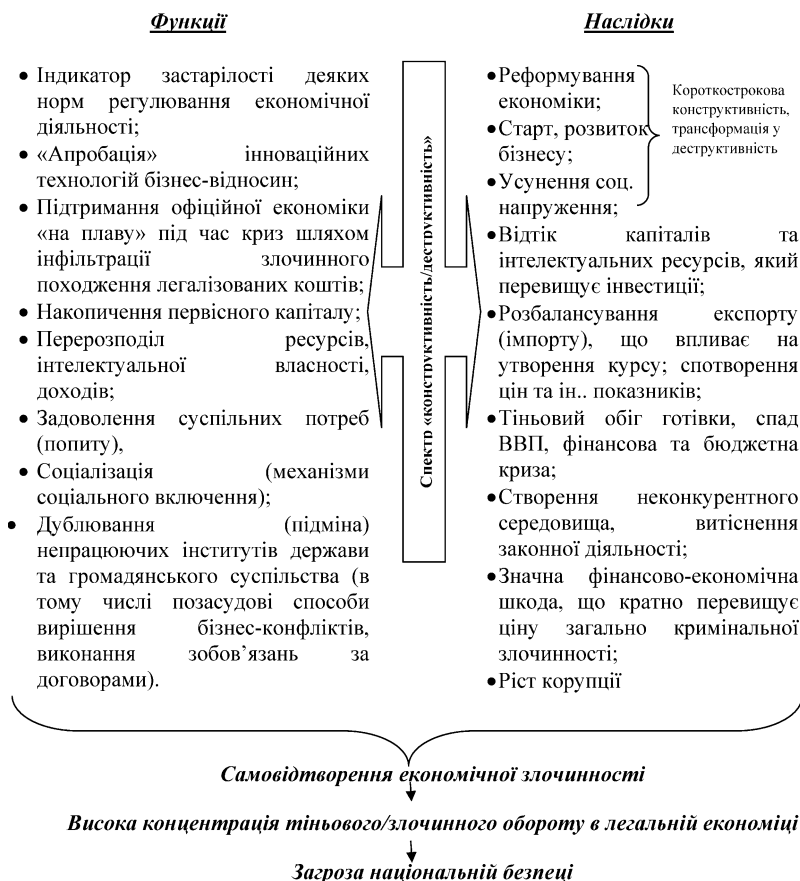 Функції
• Індикатор застарілості деяких
норм регулювання економічної
діяльності;
• «Апробація» інноваційних
технологій бізнес-відносин;
• Підтримання офіційної економіки
«на плаву» під час криз шляхом
інфільтрації злочинного
походження легалізованих коштів;
• Накопичення первісного капіталу;
• Перерозподіл ресурсів,
інтелектуальної власності,
доходів;
• Задоволення суспільних потреб
(попиту),
• Соціалізація (механізми
соціального включення);
• Дублювання (підміна)
непрацюючих інститутів держави
та громадянського суспільства (в
тому числі позасудові способи
вирішення бізнес-конфліктів,
виконання зобов’язань за
договорами).
Спектр «конструктивність/деструктивність»
Наслідки
•Реформування
економіки;
•Старт, розвиток
бізнесу;
•Усунення соц.
напруження;
Короткострокова
конструктивність,
трансформація у
деструктивність
•Відтік капіталів та
інтелектуальних ресурсів, який
перевищує інвестиції;
•Розбалансування експорту
(імпорту), що впливає на
утворення курсу; спотворення
цін та ін.. показників;
•Тіньовий обіг готівки, спад
ВВП, фінансова та бюджетна
криза;
•Створення неконкурентного
середовища, витіснення
законної діяльності;
•Значна фінансово-економічна
шкода, що кратно перевищує
ціну загально кримінальної
злочинності;
•Ріст корупції
Самовідтворення економічної злочинності
Висока концентрація тіньового/злочинного обороту в легальній економіці
Загроза національній безпеці